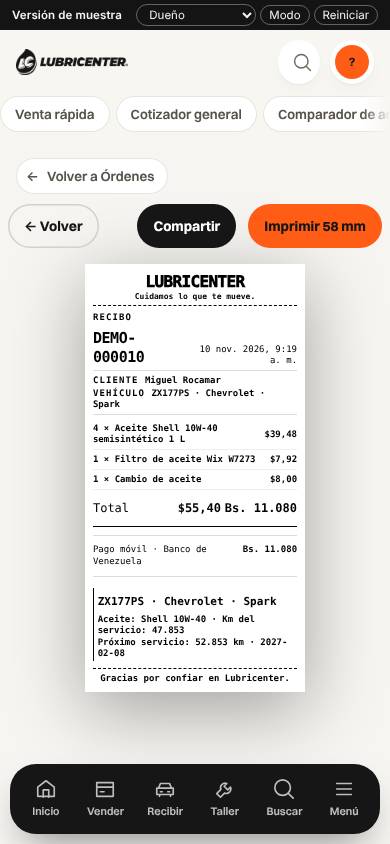 Versión de muestra Dueño Modo Reiniciar
LUBRICENTER. ?
Venta rápida Cotizador general Comparador de
← Volver a Órdenes
← Volver Compartir Imprimir 58 mm
LUBRICENTER
Cuidamos lo que te mueve.
RECIBO
DEMO-
000010
10 nov. 2026, 9:19
a. m.
CLIENTE Miguel Rocamar
VEHÍCULO ZX177PS · Chevrolet ·
Spark
4 × Aceite Shell 10W-40
semisintético 1 L
$39,48
1 × Filtro de aceite Wix W7273 $7,92
1 × Cambio de aceite $8,00
Total $55,40 Bs. 11.080
Pago móvil · Banco de
Venezuela
Bs. 11.080
ZX177PS · Chevrolet · Spark
Aceite: Shell 10W-40 · Km del
servicio: 47.853
Próximo servicio: 52.853 km · 2027-
02-08
Gracias por confiar en Lubricenter.
Inicio Vender Recibir Taller Buscar Menú